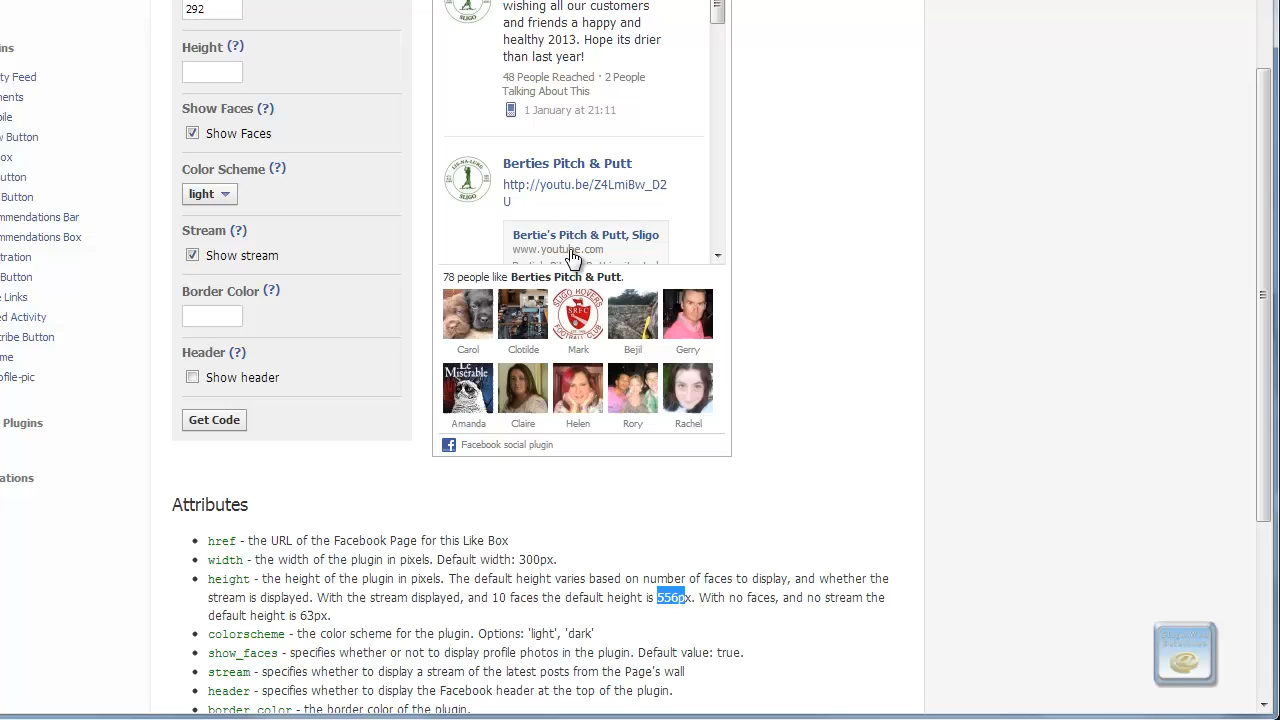 292
wishing all our customers
and friends a happy and
healthy 2013. Hope its drier
than last year!
48 People Reached · 2 People
Talking About This
1 January at 21:11
Height (?)
Show Faces (?)
Show Faces
Color Scheme (?)
light
Stream (?)
Show stream
Border Color (?)
Header (?)
Show header
Get Code
ins
ty Feed
ments
pile
w Button
ox
utton
Button
mmendations Bar
mmendations Box
tration
Button
e Links
ed Activity
ribe Button
me
ofile-pic
Plugins
ations
Berties Pitch & Putt
http://youtu.be/Z4LmiBw_D2
U
Bertie's Pitch & Putt, Sligo
www.youtube.com
78 people like Berties Pitch & Putt.
Carol Clotilde Mark Bejil Gerry
Amanda Claire Helen Rory Rachel
Facebook social plugin
Attributes
• href - the URL of the Facebook Page for this Like Box
• width - the width of the plugin in pixels. Default width: 300px.
• height - the height of the plugin in pixels. The default height varies based on number of faces to display, and whether the
stream is displayed. With the stream displayed, and 10 faces the default height is 556px. With no faces, and no stream the
default height is 63px.
• colorscheme - the color scheme for the plugin. Options: 'light', 'dark'
• show_faces - specifies whether or not to display profile photos in the plugin. Default value: true.
• stream - specifies whether to display a stream of the latest posts from the Page's wall
• header - specifies whether to display the Facebook header at the top of the plugin.
• border_color - the border color of the plugin.